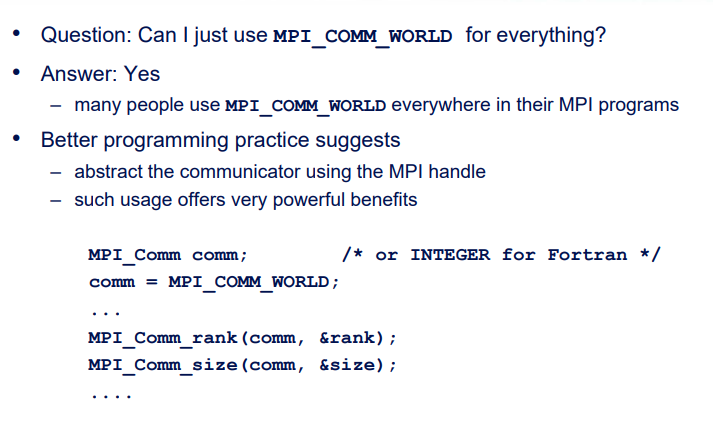 • Question: Can I just use MPI_COMM_WORLD for everything?
• Answer: Yes
– many people use MPI_COMM_WORLD everywhere in their MPI programs
• Better programming practice suggests
– abstract the communicator using the MPI handle
– such usage offers very powerful benefits
MPI_Comm comm; /* or INTEGER for Fortran */
comm = MPI_COMM_WORLD;
...
MPI_Comm_rank(comm, &rank);
MPI_Comm_size(comm, &size);
....